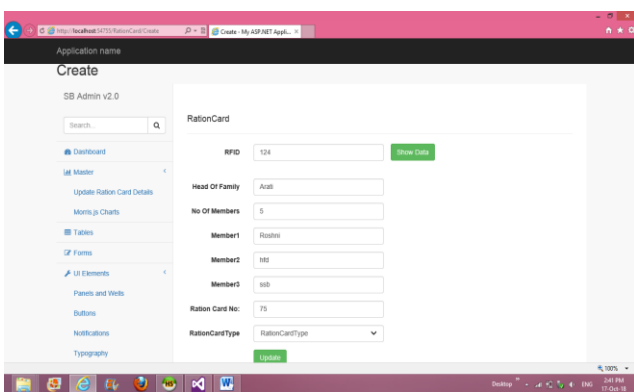 http://localhost:54755/RationCard/Create
Create - My ASP.NET Appli...
Application name
Create
SB Admin v2.0
Search...
RationCard
Dashboard
RFID 124 Show Data
Master
Head Of Family Arati
Update Ration Card Details
No Of Members 5
Morris.js Charts
Tables
Member1 Roshni
Forms
Member2 hfd
UI Elements
Member3 ssb
Panels and Wells
Ration Card No: 75
Buttons
Notifications
RationCardType RationCardType
Typography
Update
100%
Desktop
ENG
2:41 PM
17-Oct-18